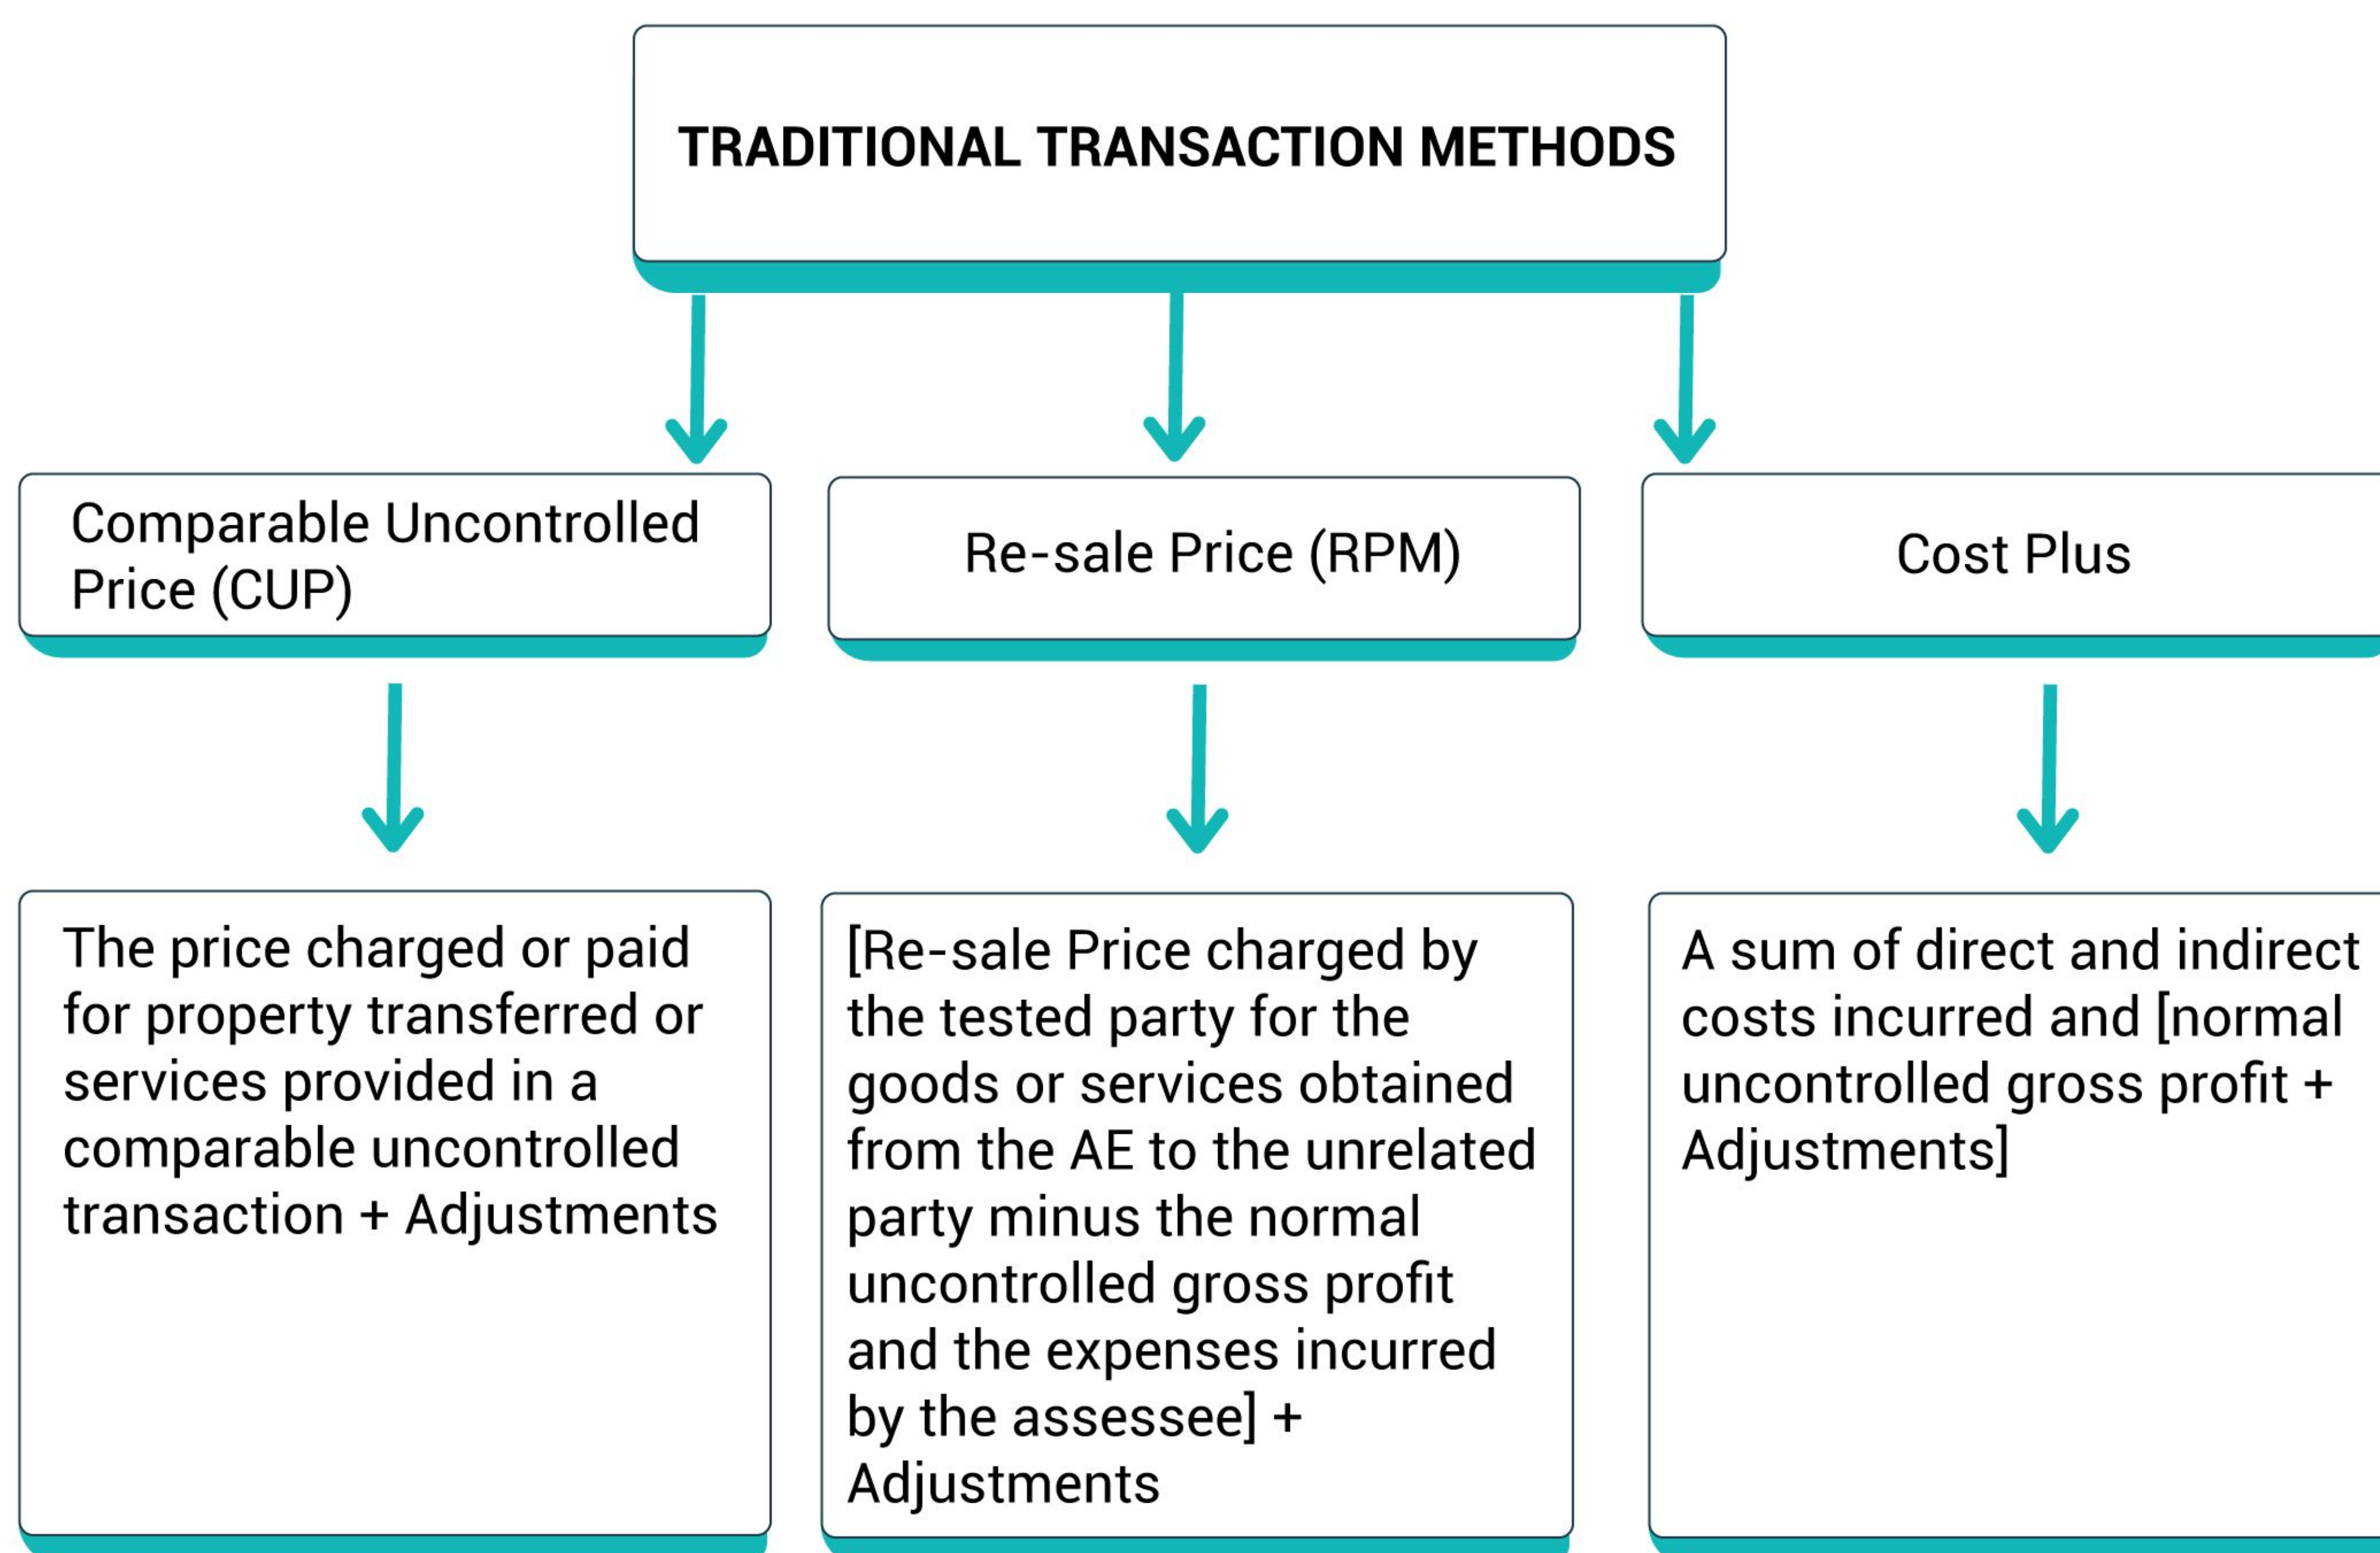 TRADITIONAL TRANSACTION METHODS
Comparable Uncontrolled
Price (CUP)
Re-sale Price (RPM)
Cost Plus
The price charged or paid
for property transferred or
services provided in a
comparable uncontrolled
transaction + Adjustments
[Re-sale Price charged by
the tested party for the
goods or services obtained
from the AE to the unrelated
party minus the normal
uncontrolled gross profit
and the expenses incurred
by the assessee] +
Adjustments
A sum of direct and indirect
costs incurred and [normal
uncontrolled gross profit +
Adjustments]